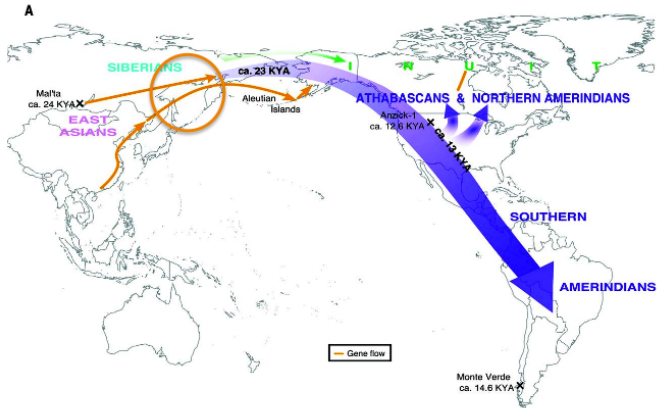 A
SIBERIANS
ca. 23 KYA
I N U I T
Mal'ta
ca. 24 KYA
EAST
ASIANS
Aleutian
Islands
ATHABASCANS & NORTHERN AMERINDIANS
Anzick-1
ca. 12.6 KYA
ca. 13 KYA
SOUTHERN
AMERINDIANS
Gene flow
Monte Verde
ca. 14.6 KYA